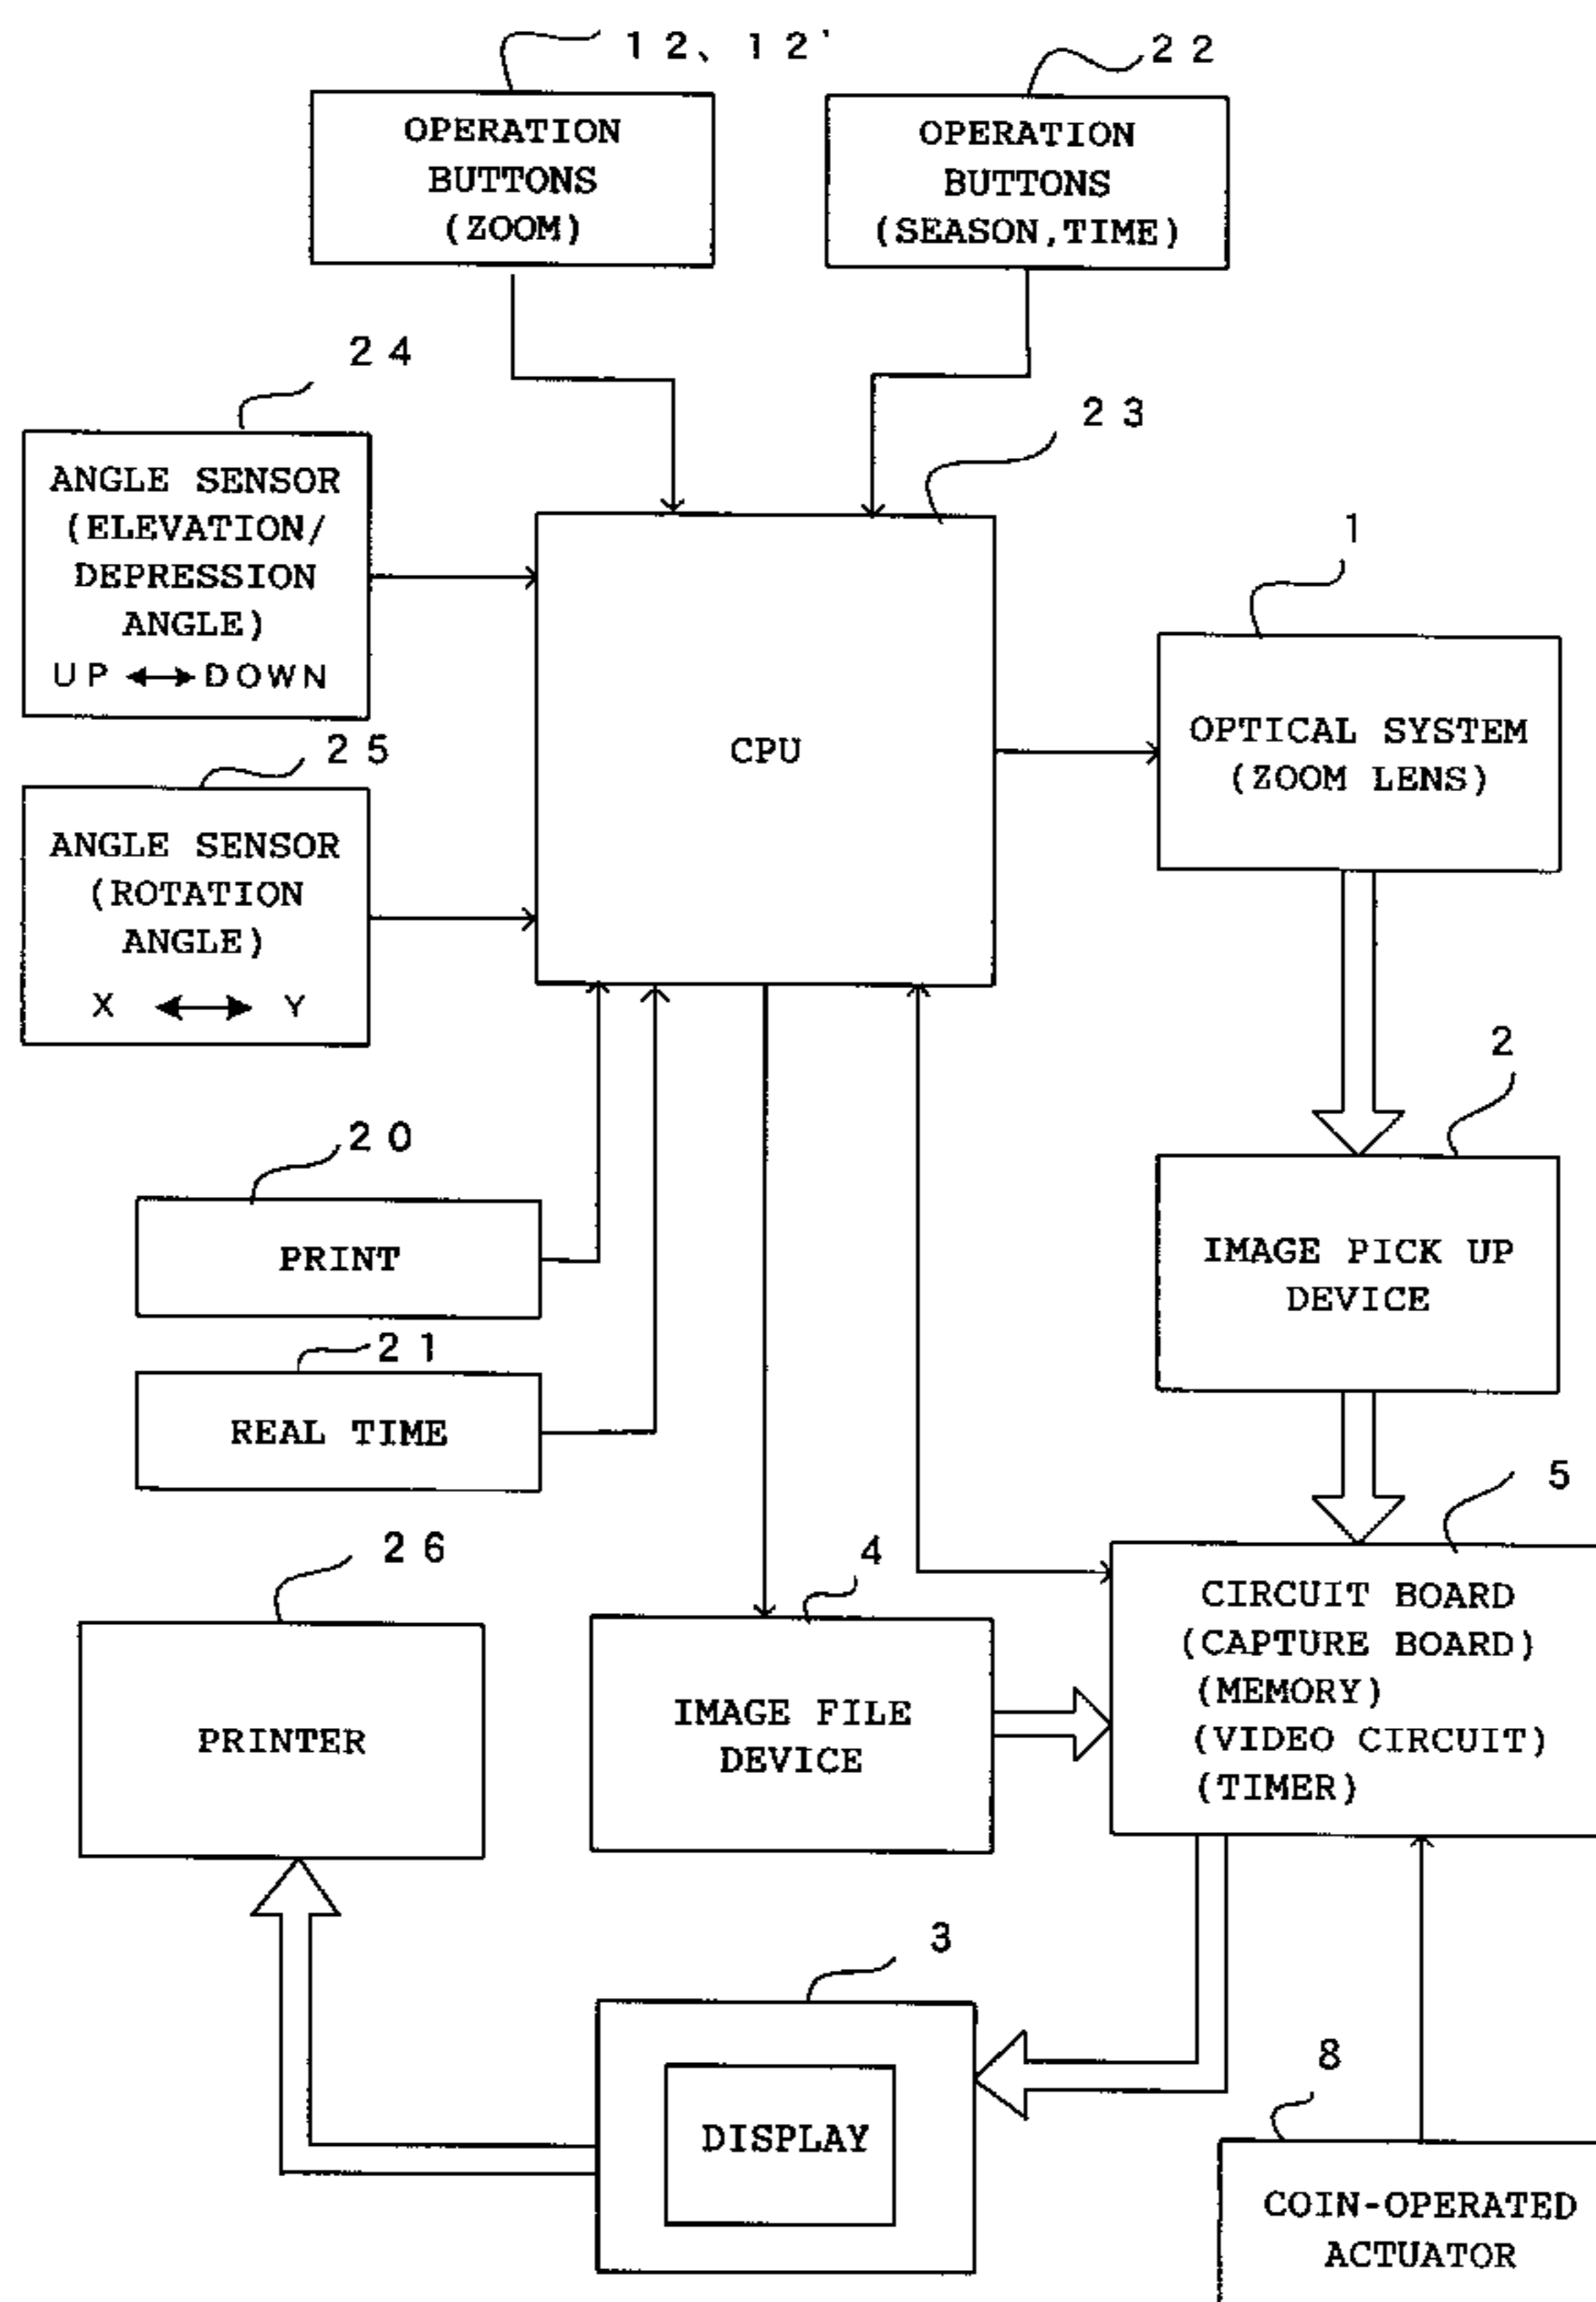 12、12'
OPERATION
BUTTONS
(ZOOM)
22
OPERATION
BUTTONS
(SEASON,TIME)
24
ANGLE SENSOR
(ELEVATION/
DEPRESSION
ANGLE)
UP ↔ DOWN
23
CPU
1
OPTICAL SYSTEM
(ZOOM LENS)
25
ANGLE SENSOR
(ROTATION
ANGLE)
X ↔ Y
2
IMAGE PICK UP
DEVICE
20
PRINT
21
REAL TIME
5
CIRCUIT BOARD
(CAPTURE BOARD)
(MEMORY)
(VIDEO CIRCUIT)
(TIMER)
26
PRINTER
4
IMAGE FILE
DEVICE
3
DISPLAY
8
COIN-OPERATED
ACTUATOR